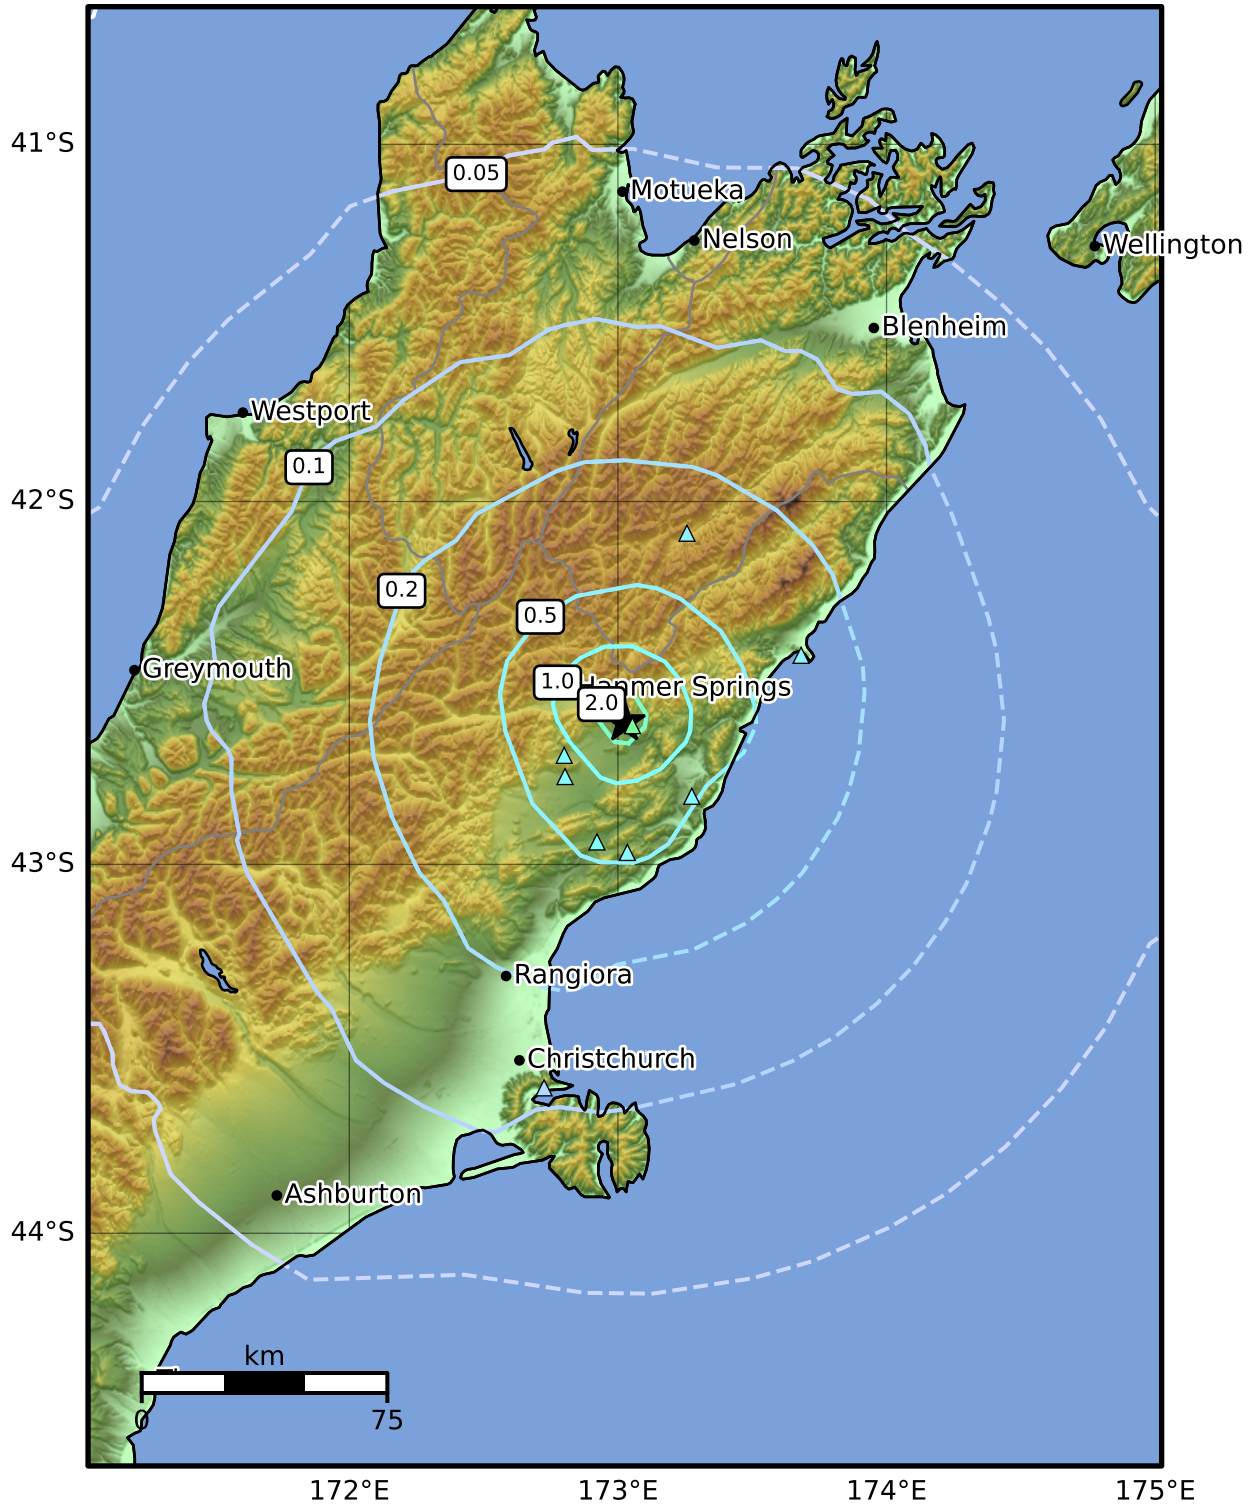 41°S
0.05
Motueka
Nelson
Wellington
Blenheim
Westport
0.1
42°S
0.2
0.5
Greymouth
1.0
Hanmer Springs
2.0
43°S
Rangiora
Christchurch
Ashburton
44°S
km
0
75
172°E
173°E
174°E
175°E